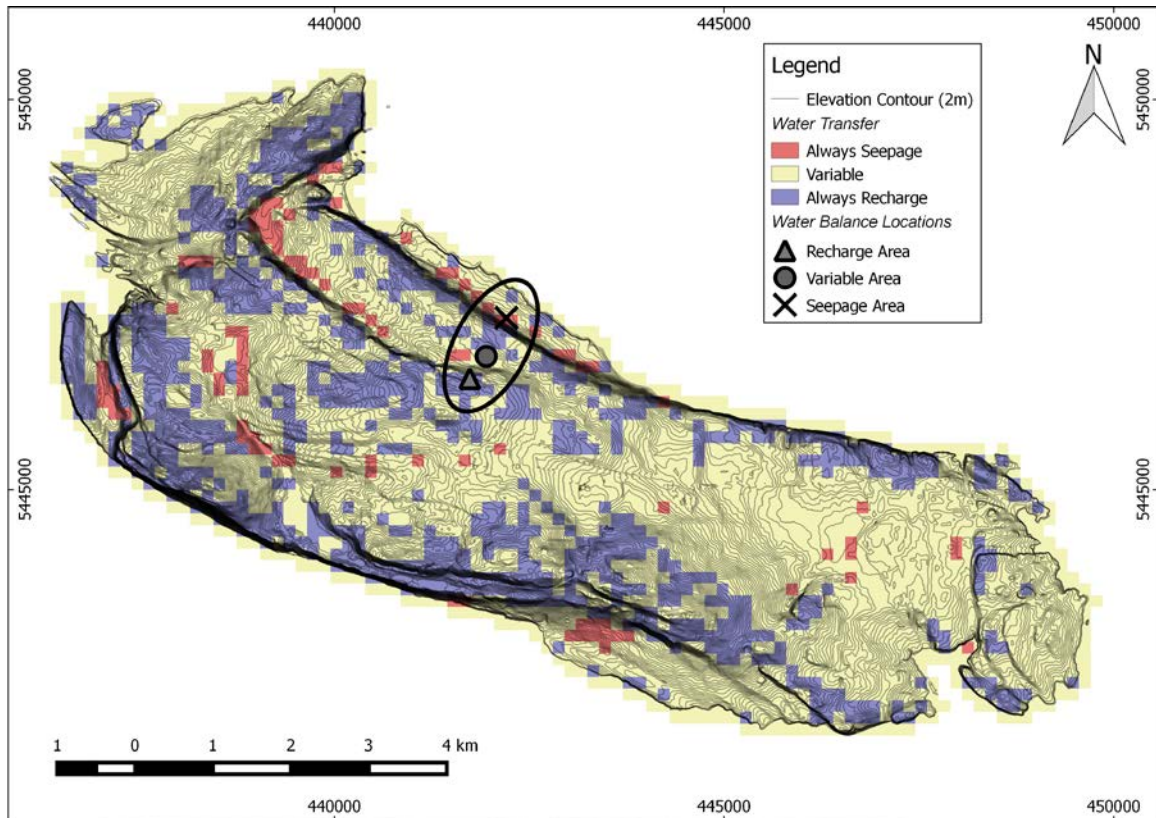 440000
445000
450000
5450000
5450000
Legend
N
Elevation Contour (2m)
Water Transfer
Always Seepage
Variable
Always Recharge
Water Balance Locations
Recharge Area
Variable Area
Seepage Area
5445000
5445000
1 0 1 2 3 4 km
440000
445000
450000